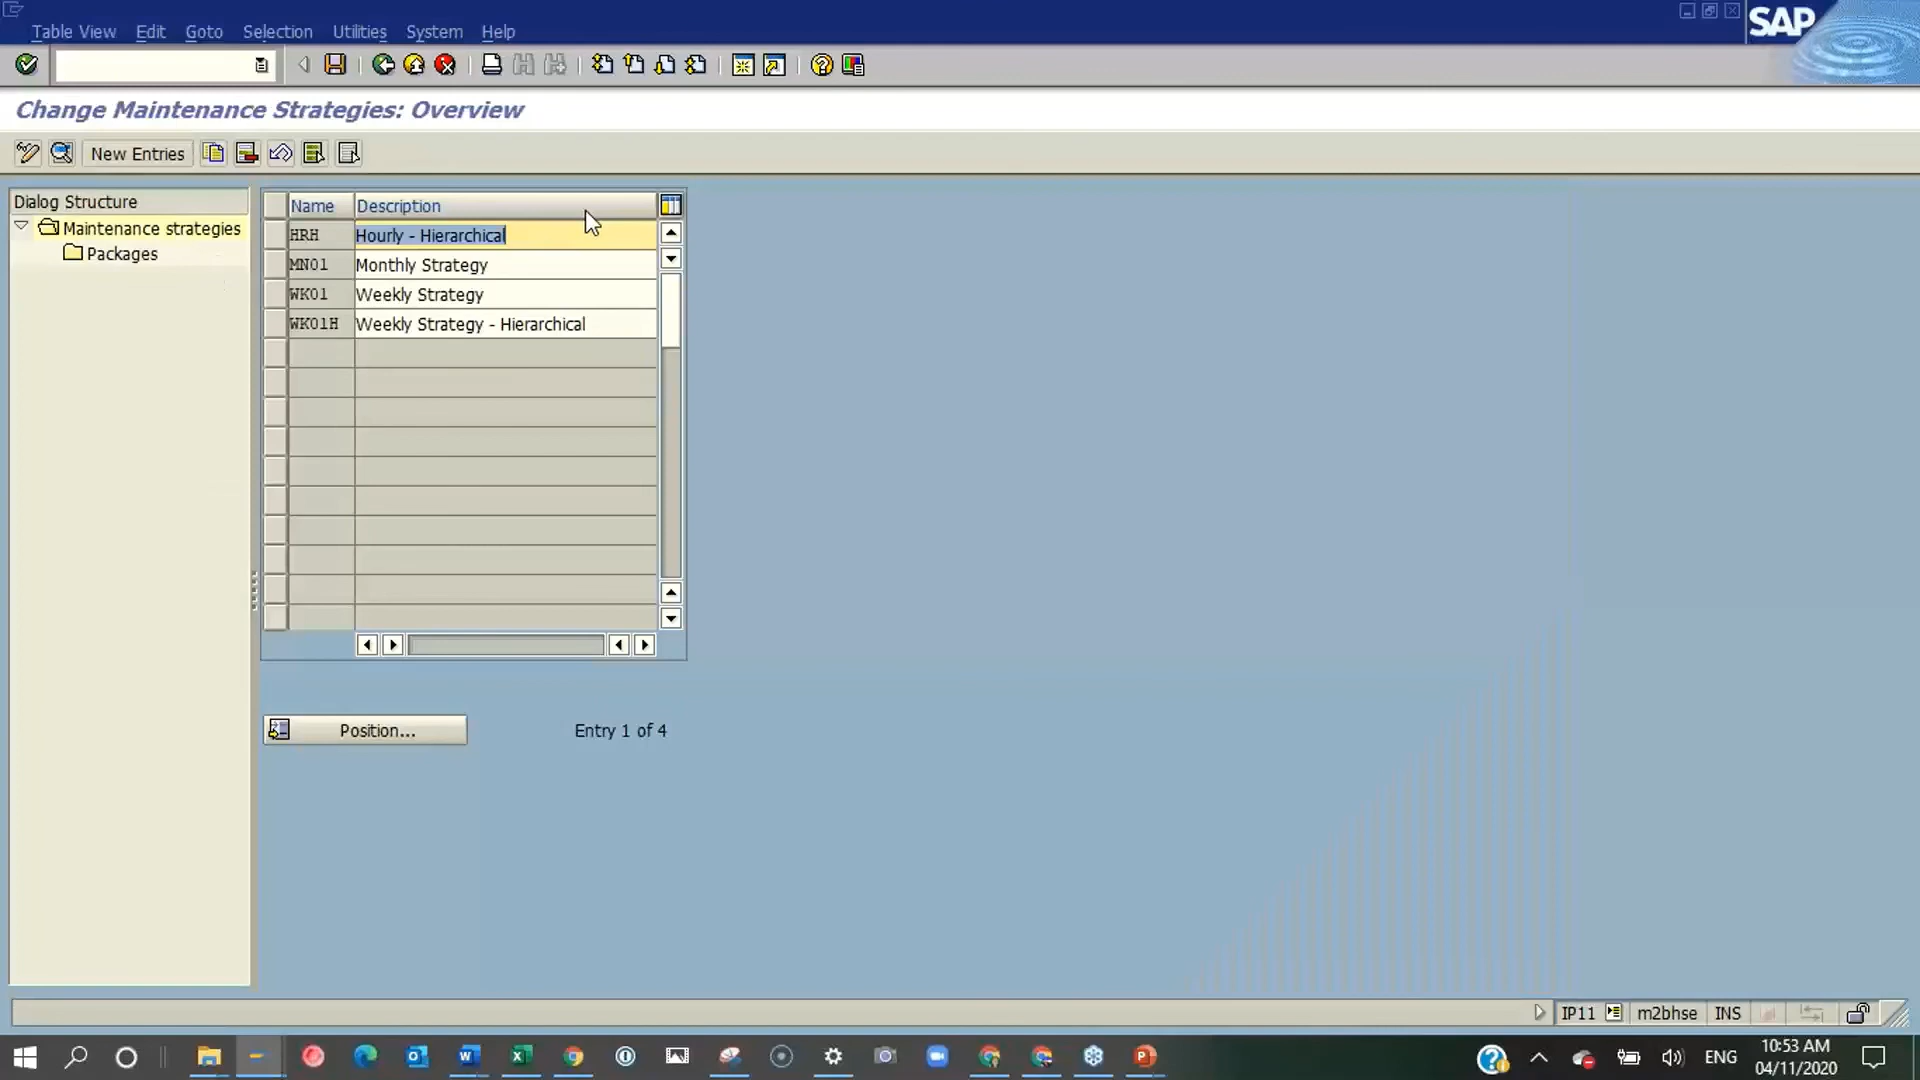 Table View Edit Goto Selection Utilities System Help
SAP
Change Maintenance Strategies: Overview
New Entries
Dialog Structure
Maintenance strategies
Packages
Name Description
HRH Hourly - Hierarchical
MN01 Monthly Strategy
WK01 Weekly Strategy
WK01H Weekly Strategy - Hierarchical
Position... Entry 1 of 4
IP11 m2bhse INS
ENG 10:53 AM
04/11/2020